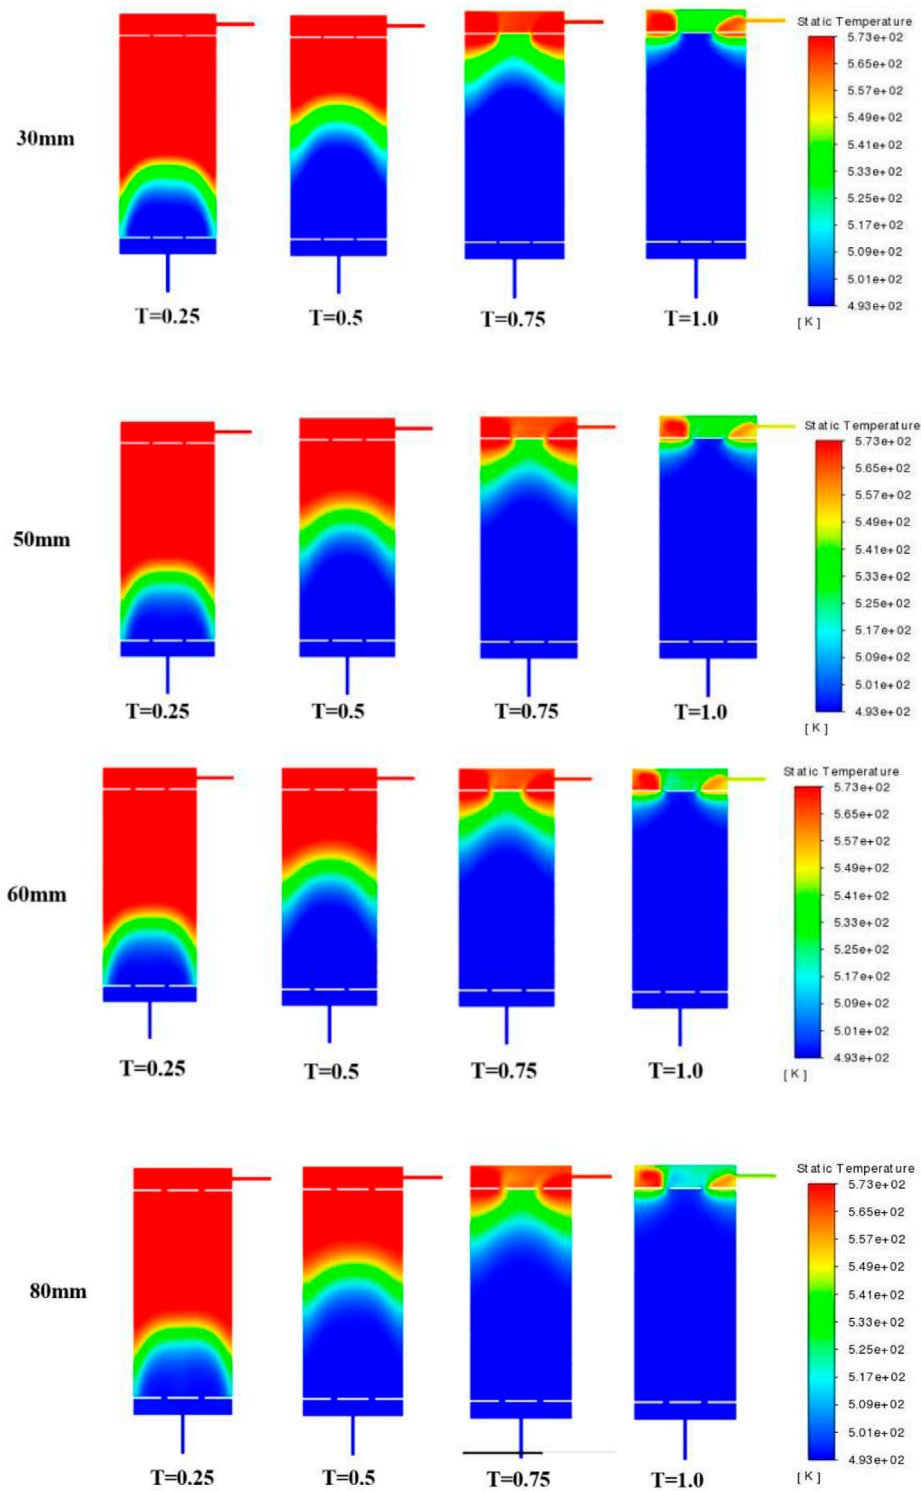 Static Temperature
5.73e+02
5.65e+02
5.57e+02
5.49e+02
5.41e+02
5.33e+02
5.25e+02
5.17e+02
5.09e+02
5.01e+02
4.93e+02
[ K ]
30mm
T=0.25 T=0.5 T=0.75 T=1.0
Static Temperature
5.73e+02
5.65e+02
5.57e+02
5.49e+02
5.41e+02
5.33e+02
5.25e+02
5.17e+02
5.09e+02
5.01e+02
4.93e+02
[ K ]
50mm
T=0.25 T=0.5 T=0.75 T=1.0
Static Temperature
5.73e+02
5.65e+02
5.57e+02
5.49e+02
5.41e+02
5.33e+02
5.25e+02
5.17e+02
5.09e+02
5.01e+02
4.93e+02
[ K ]
60mm
T=0.25 T=0.5 T=0.75 T=1.0
Static Temperature
5.73e+02
5.65e+02
5.57e+02
5.49e+02
5.41e+02
5.33e+02
5.25e+02
5.17e+02
5.09e+02
5.01e+02
4.93e+02
[ K ]
80mm
T=0.25 T=0.5 T=0.75 T=1.0